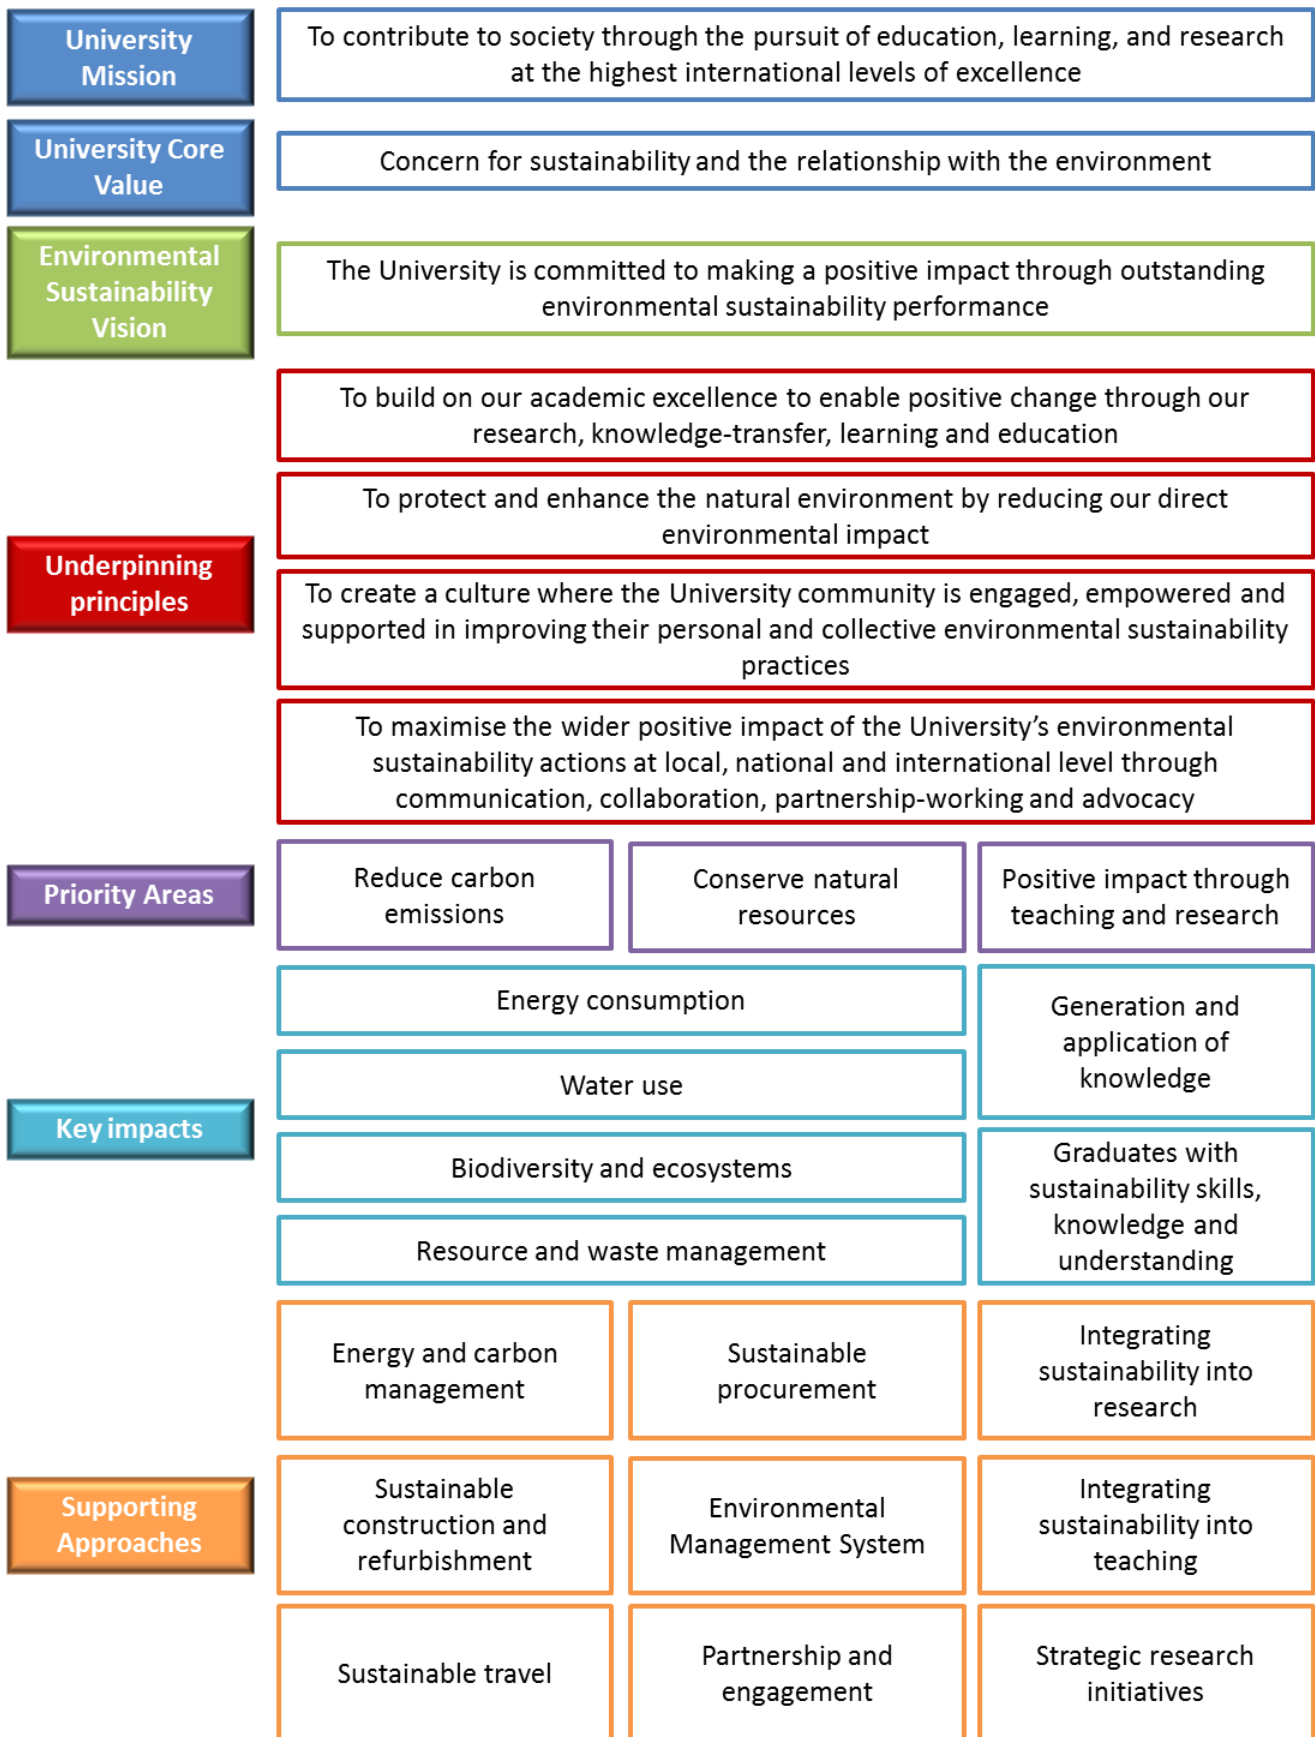 University
Mission
To contribute to society through the pursuit of education, learning, and research
at the highest international levels of excellence
University Core
Value
Concern for sustainability and the relationship with the environment
Environmental
Sustainability
Vision
The University is committed to making a positive impact through outstanding
environmental sustainability performance
Underpinning
principles
To build on our academic excellence to enable positive change through our
research, knowledge-transfer, learning and education
To protect and enhance the natural environment by reducing our direct
environmental impact
To create a culture where the University community is engaged, empowered and
supported in improving their personal and collective environmental sustainability
practices
To maximise the wider positive impact of the University’s environmental
sustainability actions at local, national and international level through
communication, collaboration, partnership-working and advocacy
Priority Areas
Reduce carbon
emissions
Conserve natural
resources
Positive impact through
teaching and research
Key impacts
Energy consumption
Water use
Biodiversity and ecosystems
Resource and waste management
Generation and
application of
knowledge
Graduates with
sustainability skills,
knowledge and
understanding
Supporting
Approaches
Energy and carbon
management
Sustainable
procurement
Integrating
sustainability into
research
Sustainable
construction and
refurbishment
Environmental
Management System
Integrating
sustainability into
teaching
Sustainable travel
Partnership and
engagement
Strategic research
initiatives